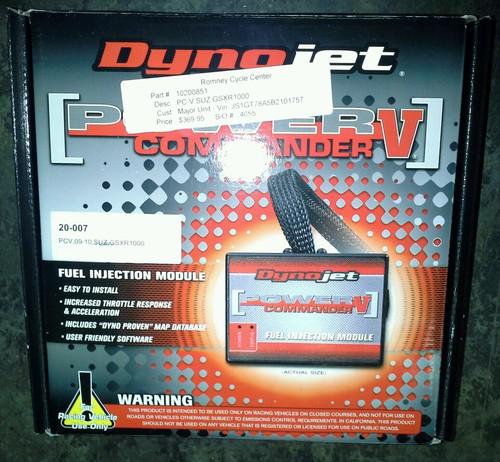 Dynojet
Romney Cycle Center
Part # 10200851
Desc PC-V SUZ GSXR1000
Cust Major Unit - Vin JS1GT78A5B2101757
Price $369.95 S/O # 4055
POWER V
COMMANDER
20-007
PCV,09-10,SUZ,GSXR1000
FUEL INJECTION MODULE
• EASY TO INSTALL
• INCREASED THROTTLE RESPONSE
& ACCELERATION
• INCLUDES "DYNO PROVEN" MAP DATABASE
• USER FRIENDLY SOFTWARE
Dynojet
POWER V
COMMANDER
FUEL INJECTION MODULE
(ACTUAL SIZE)
For
Racing Vehicle
Use Only
WARNING
THIS PRODUCT IS INTENDED TO BE USED ONLY ON RACING VEHICLES ON CLOSED COURSES, AND NOT FOR USE ON
ROADS OR VEHICLES OTHERWISE SUBJECT TO EMISSIONS CONTROL REQUIREMENTS. IN CALIFORNIA, THIS PRODUCT
SHOULD NOT BE USED ON ANY VEHICLE THAT IS REGISTERED OR LICENSED FOR USE ON PUBLIC ROADS.